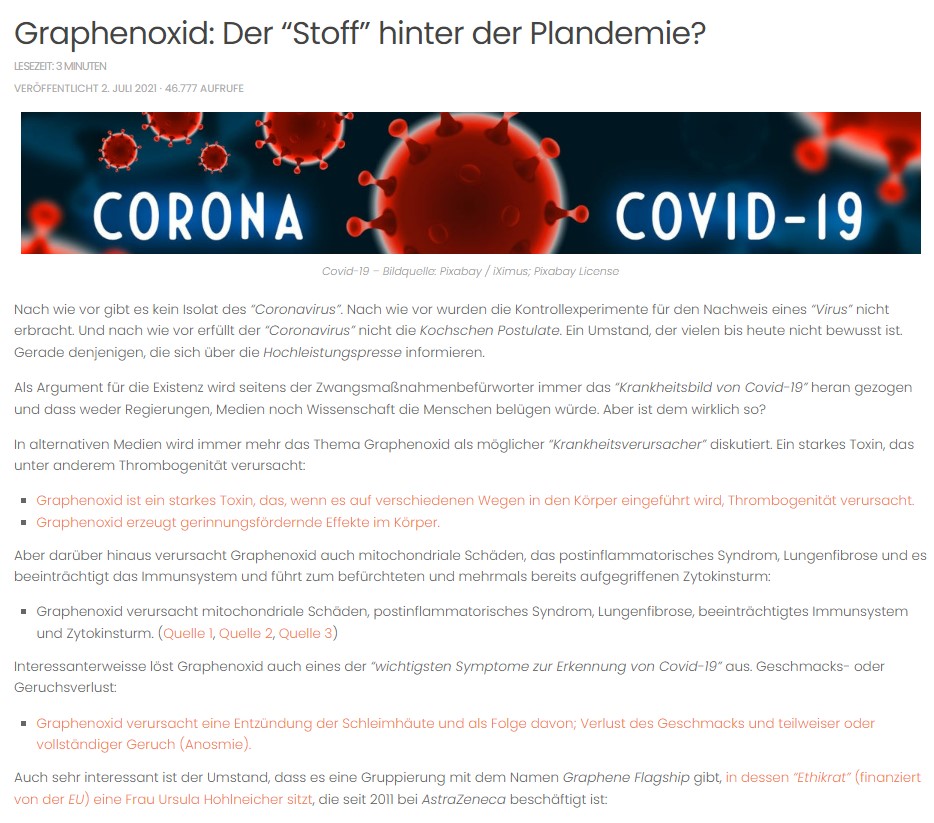 Graphenoxid: Der “Stoff” hinter der Plandemie?
LESEZEIT: 3 MINUTEN
VERÖFFENTLICHT 2. JULI 2021 · 46.777 AUFRUFE
CORONA COVID-19
Covid-19 – Bildquelle: Pixabay / iXimus; Pixabay License
Nach wie vor gibt es kein Isolat des “Coronavirus”. Nach wie vor wurden die Kontrollexperimente für den Nachweis eines “Virus” nicht
erbracht. Und nach wie vor erfüllt der “Coronavirus” nicht die Kochschen Postulate. Ein Umstand, der vielen bis heute nicht bewusst ist.
Gerade denjenigen, die sich über die Hochleistungspresse informieren.
Als Argument für die Existenz wird seitens der Zwangsmaßnahmenbefürworter immer das “Krankheitsbild von Covid-19” heran gezogen
und dass weder Regierungen, Medien noch Wissenschaft die Menschen belügen würde. Aber ist dem wirklich so?
In alternativen Medien wird immer mehr das Thema Graphenoxid als möglicher “Krankheitsverursacher” diskutiert. Ein starkes Toxin, das
unter anderem Thrombogenität verursacht:
▪ Graphenoxid ist ein starkes Toxin, das, wenn es auf verschiedenen Wegen in den Körper eingeführt wird, Thrombogenität verursacht.
▪ Graphenoxid erzeugt gerinnungsfördernde Effekte im Körper.
Aber darüber hinaus verursacht Graphenoxid auch mitochondriale Schäden, das postinflammatorisches Syndrom, Lungenfibrose und es
beeinträchtigt das Immunsystem und führt zum befürchteten und mehrmals bereits aufgegriffenen Zytokinsturm:
▪ Graphenoxid verursacht mitochondriale Schäden, postinflammatorisches Syndrom, Lungenfibrose, beeinträchtigtes Immunsystem
und Zytokinsturm. (Quelle 1, Quelle 2, Quelle 3)
Interessanterweisse löst Graphenoxid auch eines der “wichtigsten Symptome zur Erkennung von Covid-19” aus. Geschmacks- oder
Geruchsverlust:
▪ Graphenoxid verursacht eine Entzündung der Schleimhäute und als Folge davon; Verlust des Geschmacks und teilweiser oder
vollständiger Geruch (Anosmie).
Auch sehr interessant ist der Umstand, dass es eine Gruppierung mit dem Namen Graphene Flagship gibt, in dessen “Ethikrat” (finanziert
von der EU) eine Frau Ursula Hohlneicher sitzt, die seit 2011 bei AstraZeneca beschäftigt ist: